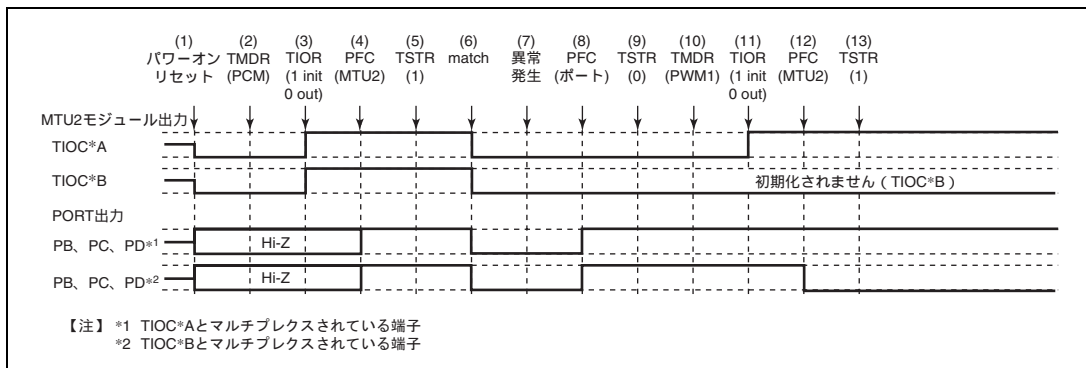 (1) (2) (3) (4) (5) (6) (7) (8) (9) (10) (11) (12) (13)
パワーオン TMDR TIOR PFC TSTR match 異常 PFC TSTR TMDR TIOR PFC TSTR
リセット (PCM) (1 init (MTU2) (1) 発生 (ポート) (0) (PWM1) (1 init (MTU2) (1)
0 out) 0 out)
MTU2モジュール出力
TIOC*A
TIOC*B 初期化されません(TIOC*B)
PORT出力
PB、PC、PD*1 Hi-Z
PB、PC、PD*2 Hi-Z
【注】 *1 TIOC*Aとマルチプレクスされている端子
*2 TIOC*Bとマルチプレクスされている端子